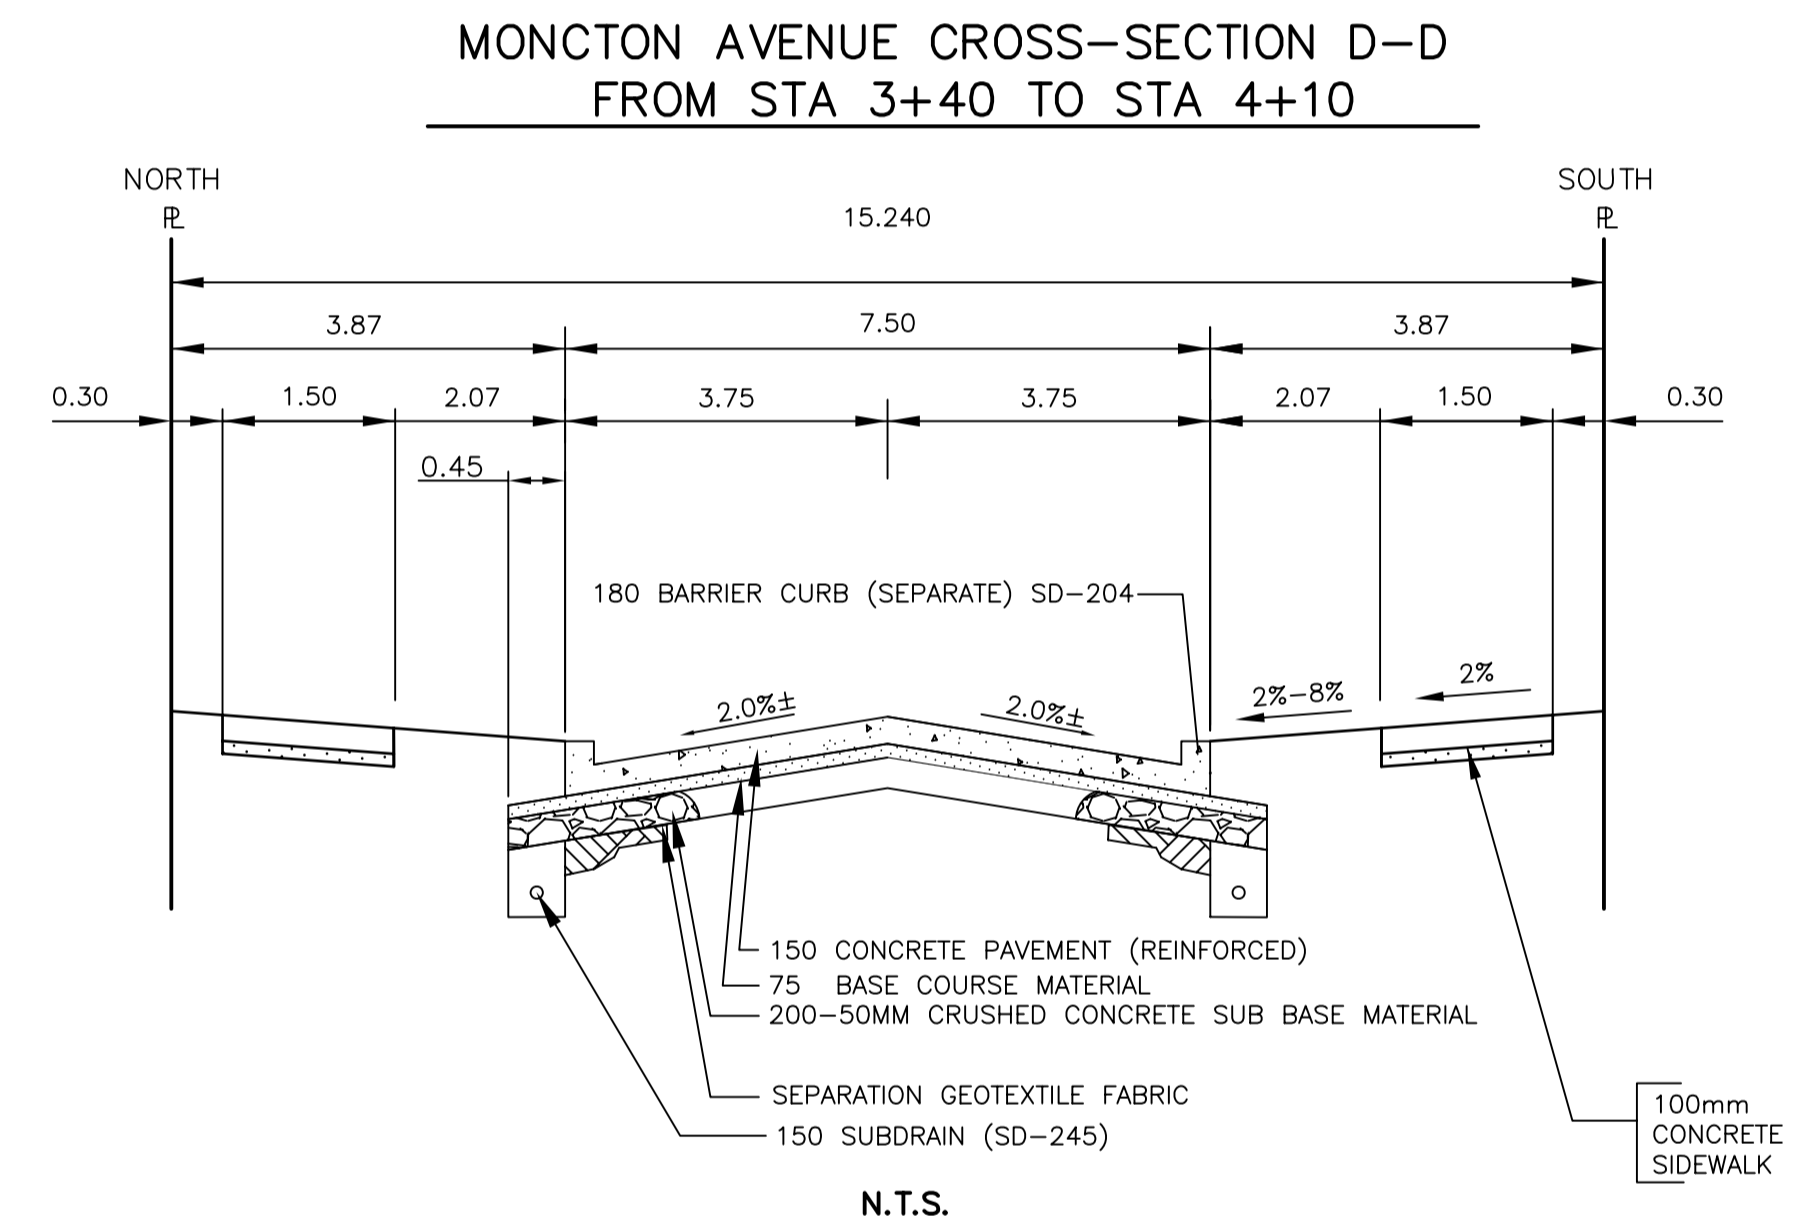 MONCTON AVENUE CROSS-SECTION D-D
FROM STA 3+40 TO STA 4+10
NORTH
SOUTH
PL
15.240
PL
3.87
7.50
3.87
0.30
1.50
2.07
3.75
3.75
2.07
1.50
0.30
0.45
180 BARRIER CURB (SEPARATE) SD-204
2.0%±
2.0%±
2%-8%
2%
150 CONCRETE PAVEMENT (REINFORCED)
75 BASE COURSE MATERIAL
200-50MM CRUSHED CONCRETE SUB BASE MATERIAL
SEPARATION GEOTEXTILE FABRIC
150 SUBDRAIN (SD-245)
100mm
CONCRETE
SIDEWALK
N.T.S.